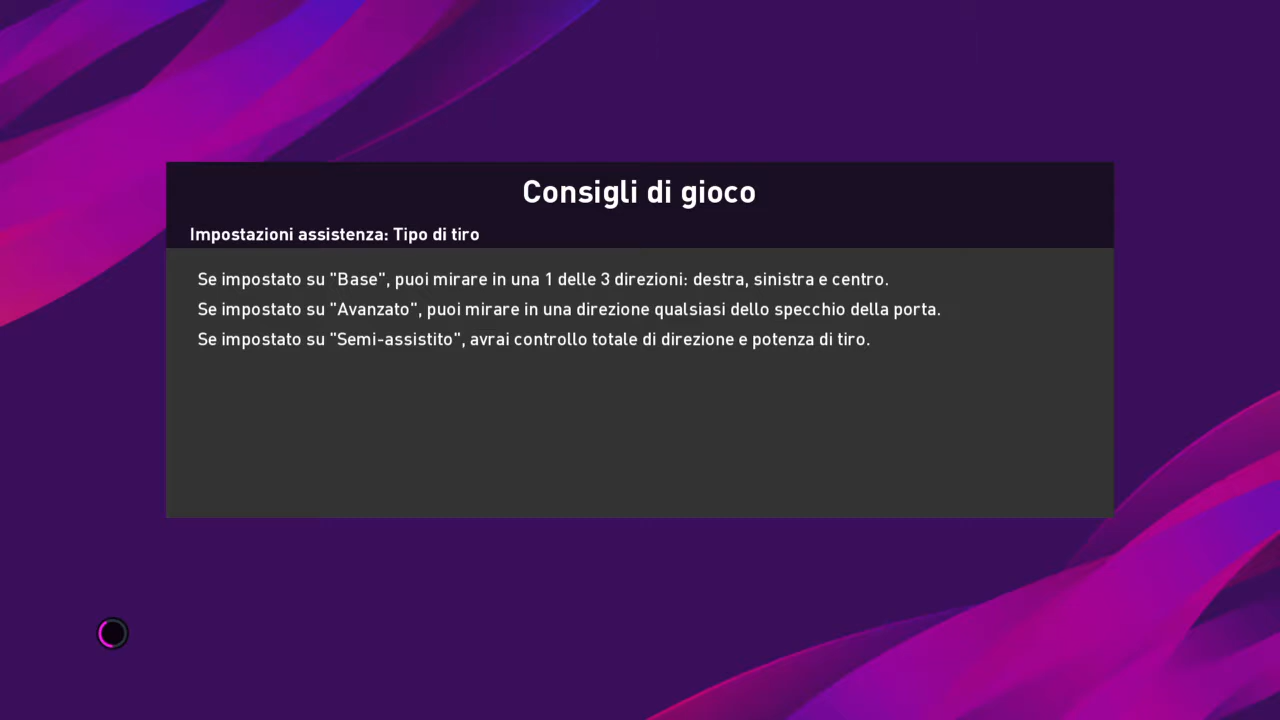 Consigli di gioco
Impostazioni assistenza: Tipo di tiro
Se impostato su "Base", puoi mirare in una 1 delle 3 direzioni: destra, sinistra e centro.
Se impostato su "Avanzato", puoi mirare in una direzione qualsiasi dello specchio della porta.
Se impostato su "Semi-assistito", avrai controllo totale di direzione e potenza di tiro.